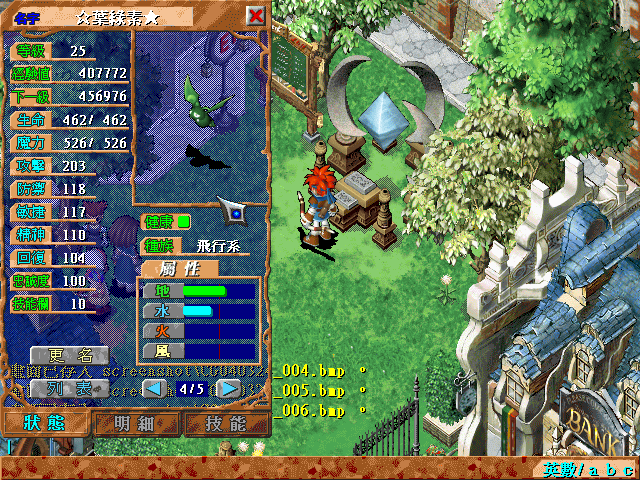 名字 ☆葉綠素★
等級 25
經驗值 407772
下一級 456976
生命 462/ 462
魔力 526/ 526
攻擊 203
防禦 118
敏捷 117
精神 110
回復 104
忠誠度 100
技能欄 10
健康
種族 飛行系
屬性
地
水
火
風
更名
列表
4/5
_004.bmp 。
_005.bmp 。
_006.bmp 。
狀態 明細 技能
BANK
英數/a b c